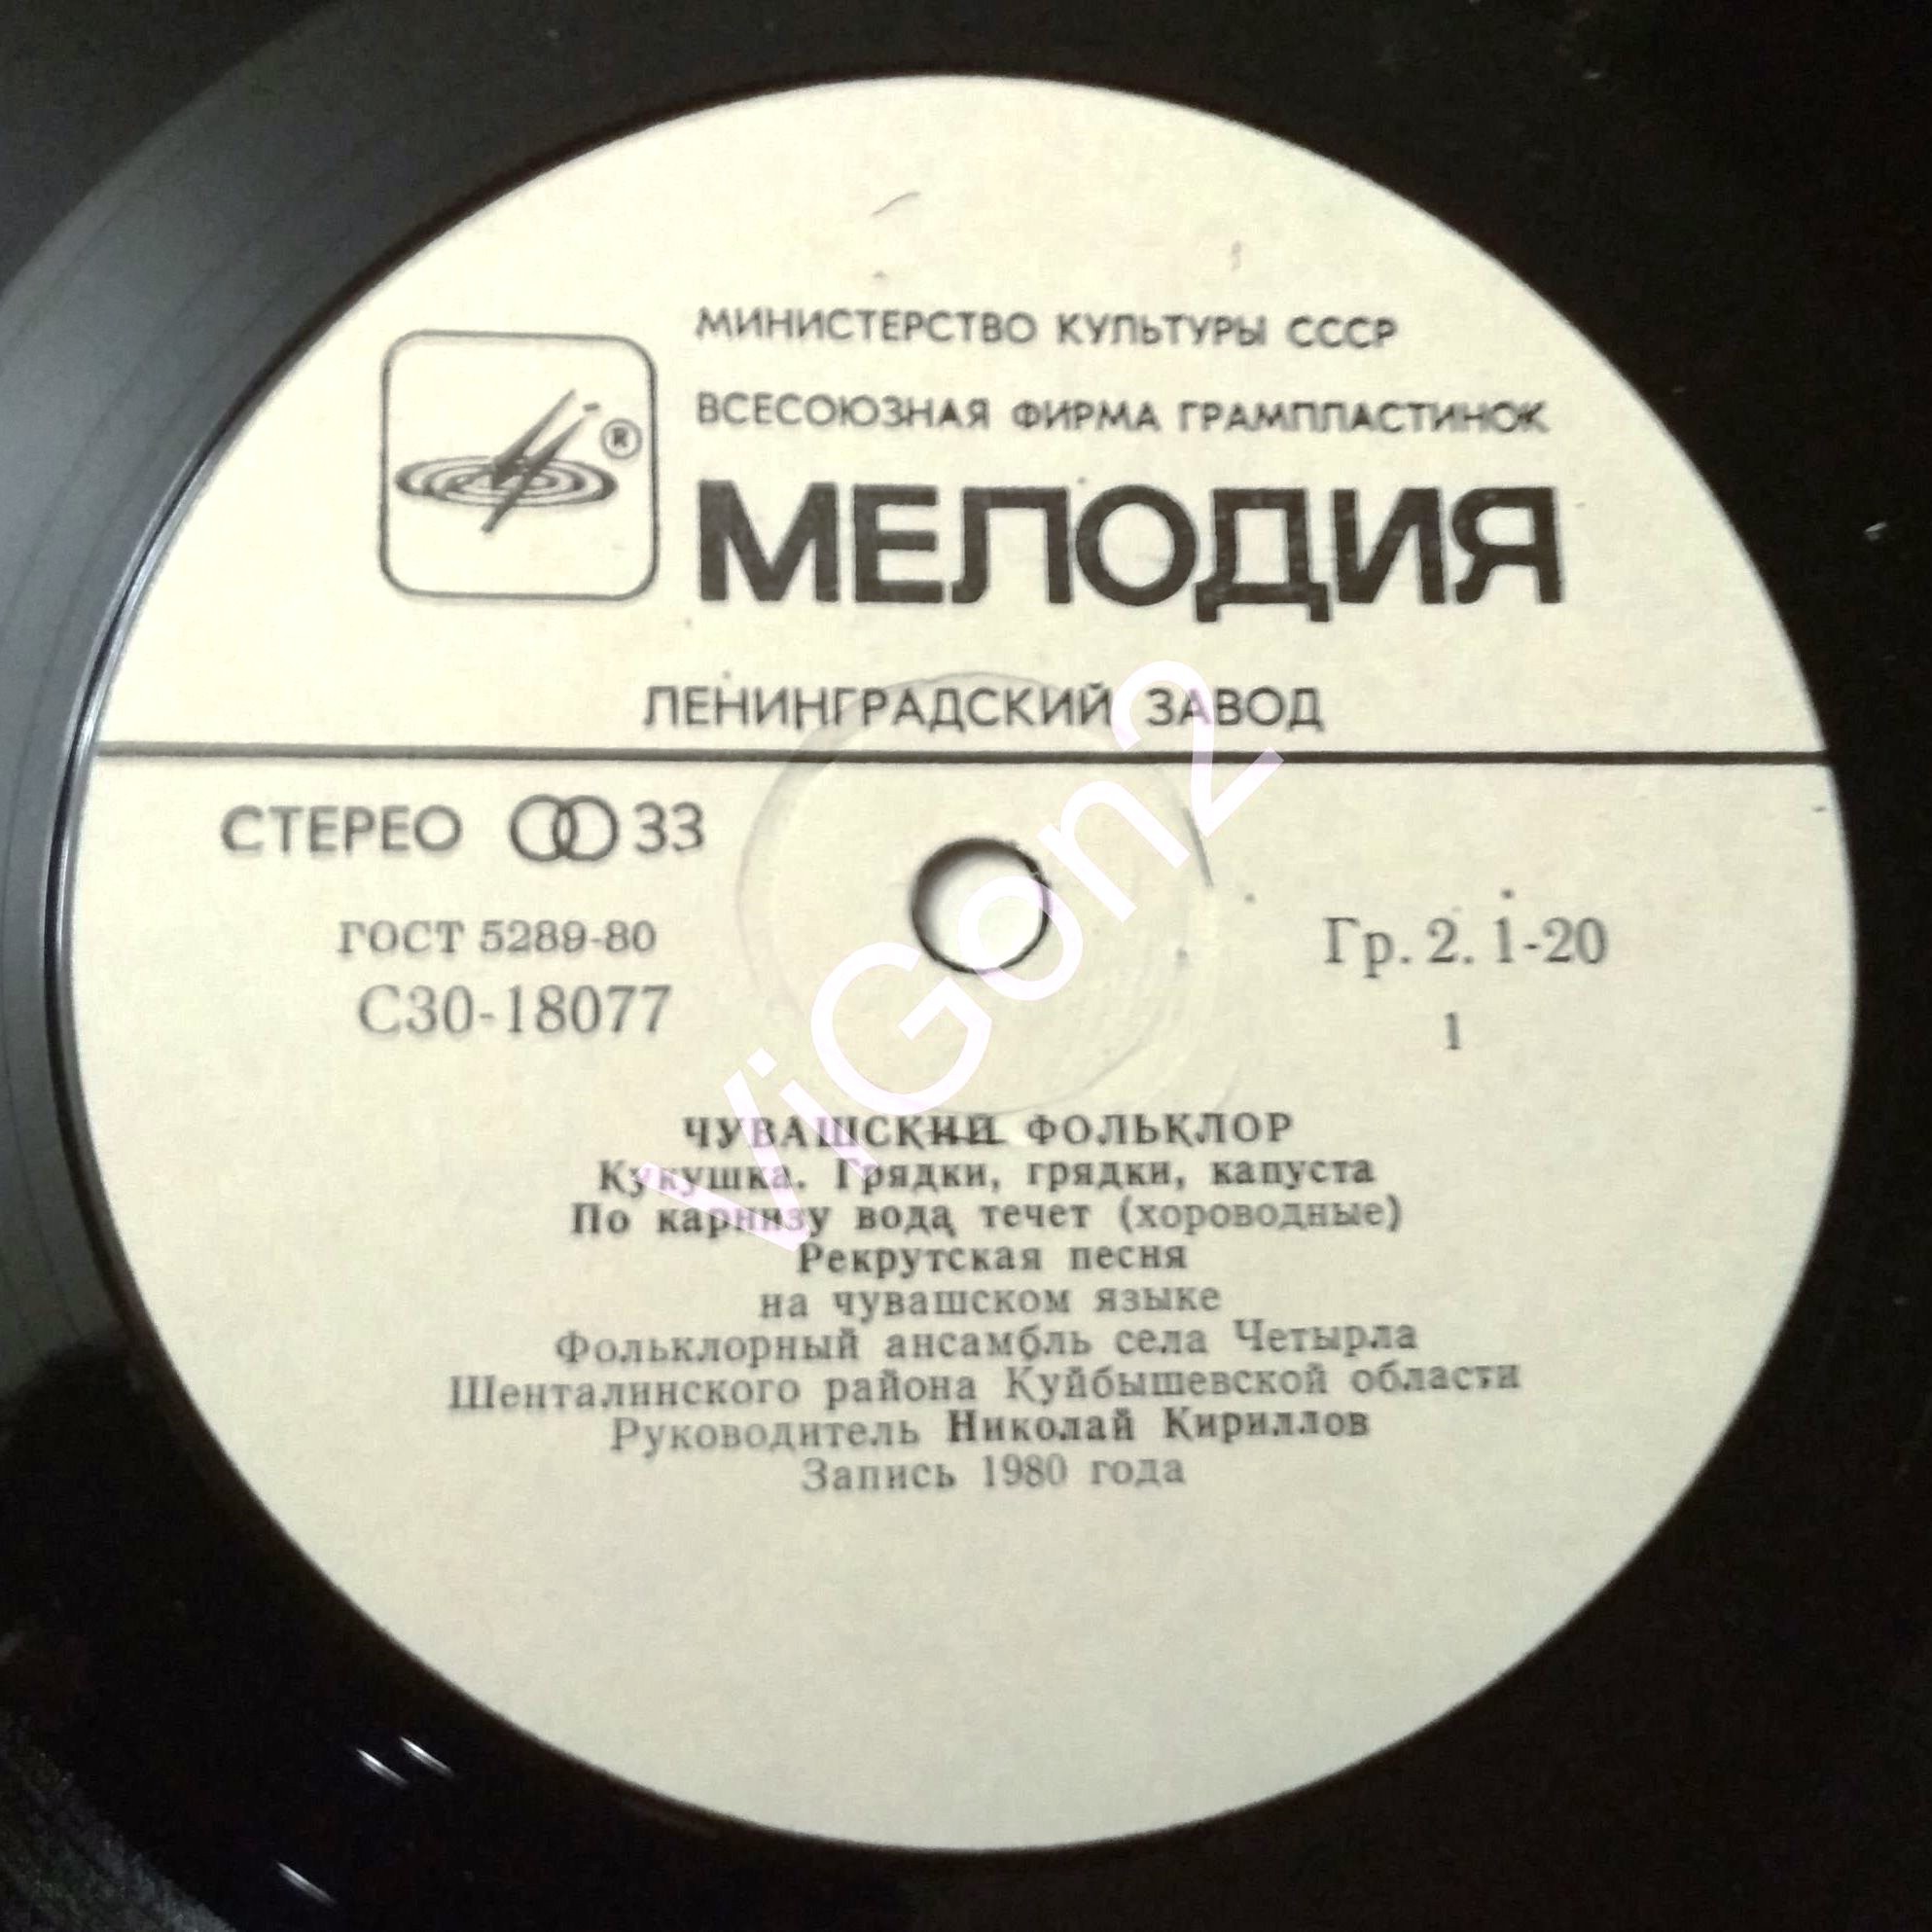 МИНИСТЕРСТВО КУЛЬТУРЫ СССР
ВСЕСОЮЗНАЯ ФИРМА ГРАМПЛАСТИНОК
®
МЕЛОДИЯ
ЛЕНИНГРАДСКИЙ ЗАВОД
СТЕРЕО 33
ГОСТ 5289-80
Гр. 2. 1-20
С30-18077
1
ЧУВАШСКИЙ ФОЛЬКЛОР
Кукушка. Грядки, грядки, капуста
По карнизу вода течет (хороводные)
Рекрутская песня
на чувашском языке
Фольклорный ансамбль села Четырла
Шенталинского района Куйбышевской области
Руководитель Николай Кириллов
Запись 1980 года
ViGon2